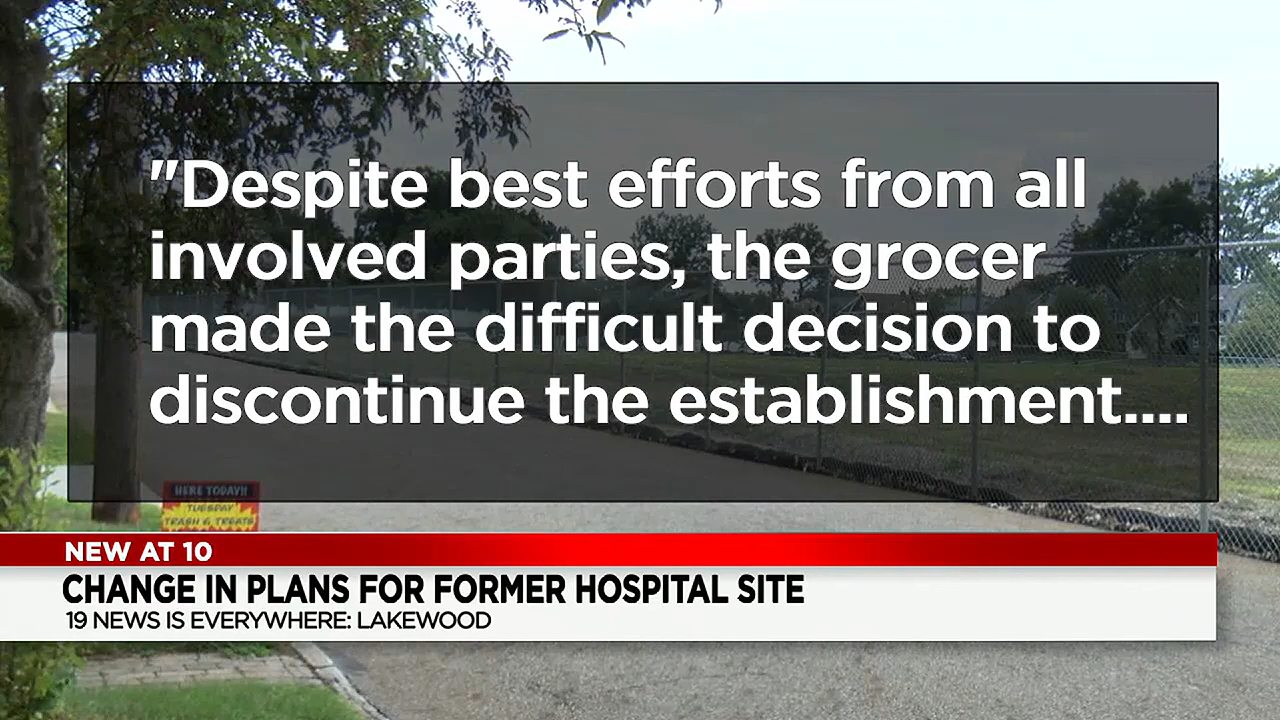 "Despite best efforts from all
involved parties, the grocer
made the difficult decision to
discontinue the establishment....
HERE TODAY!!
TUESDAY
TRASH & TREATS
NEW AT 10
CHANGE IN PLANS FOR FORMER HOSPITAL SITE
19 NEWS IS EVERYWHERE: LAKEWOOD